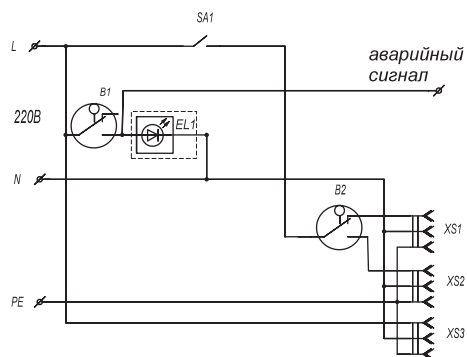 SA1
L
аварийный
сигнал
B1
220В
EL1
N
B2
XS1
XS2
PE
XS3